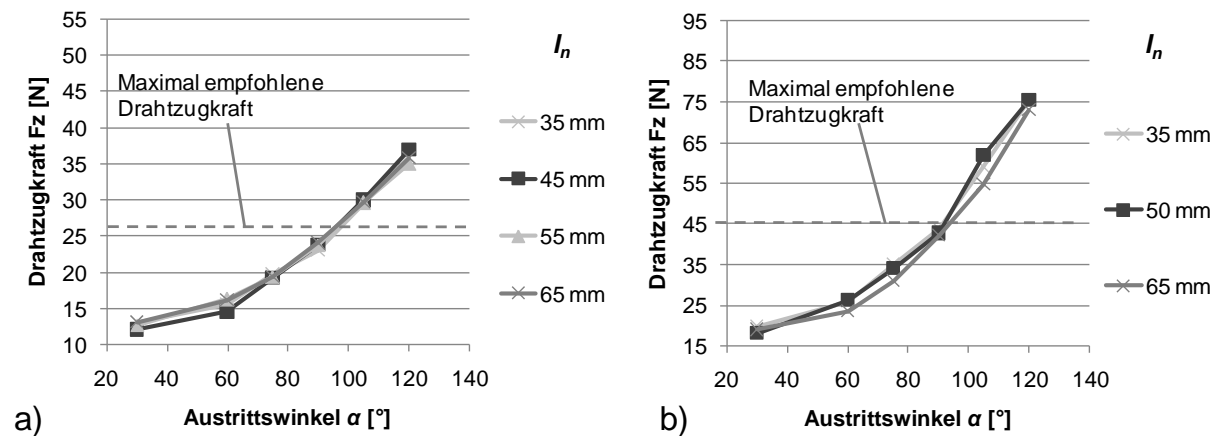 55
50
45
40
35
30
25
20
15
10
Drahtzugkraft Fz [N]
Maximal empfohlene
Drahtzugkraft
20 40 60 80 100 120 140
Austrittswinkel α [°]
a)
ln
35 mm
45 mm
55 mm
65 mm
95
85
75
65
55
45
35
25
15
Drahtzugkraft Fz [N]
Maximal empfohlene
Drahtzugkraft
20 40 60 80 100 120 140
Austrittswinkel α [°]
b)
ln
35 mm
50 mm
65 mm